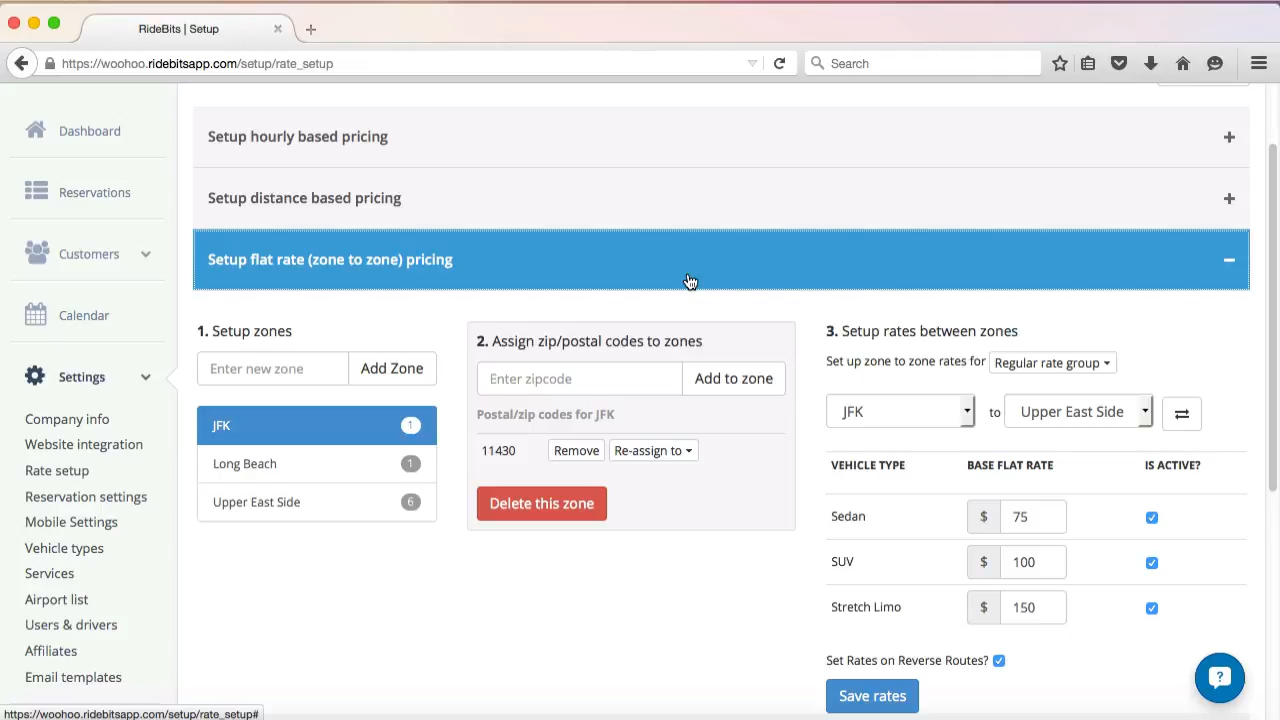 RideBits | Setup
https://woohoo.ridebitsapp.com/setup/rate_setup
Search
Dashboard
Reservations
Customers
Calendar
Settings
Company info
Website integration
Rate setup
Reservation settings
Mobile Settings
Vehicle types
Services
Airport list
Users & drivers
Affiliates
Email templates
Setup hourly based pricing
Setup distance based pricing
Setup flat rate (zone to zone) pricing
1. Setup zones
Enter new zone
Add Zone
JFK 1
Long Beach 1
Upper East Side 6
2. Assign zip/postal codes to zones
Enter zipcode
Add to zone
Postal/zip codes for JFK
11430 Remove Re-assign to
Delete this zone
3. Setup rates between zones
Set up zone to zone rates for Regular rate group
JFK to Upper East Side
VEHICLE TYPE BASE FLAT RATE IS ACTIVE?
Sedan $ 75
SUV $ 100
Stretch Limo $ 150
Set Rates on Reverse Routes?
Save rates
https://woohoo.ridebitsapp.com/setup/rate_setup#